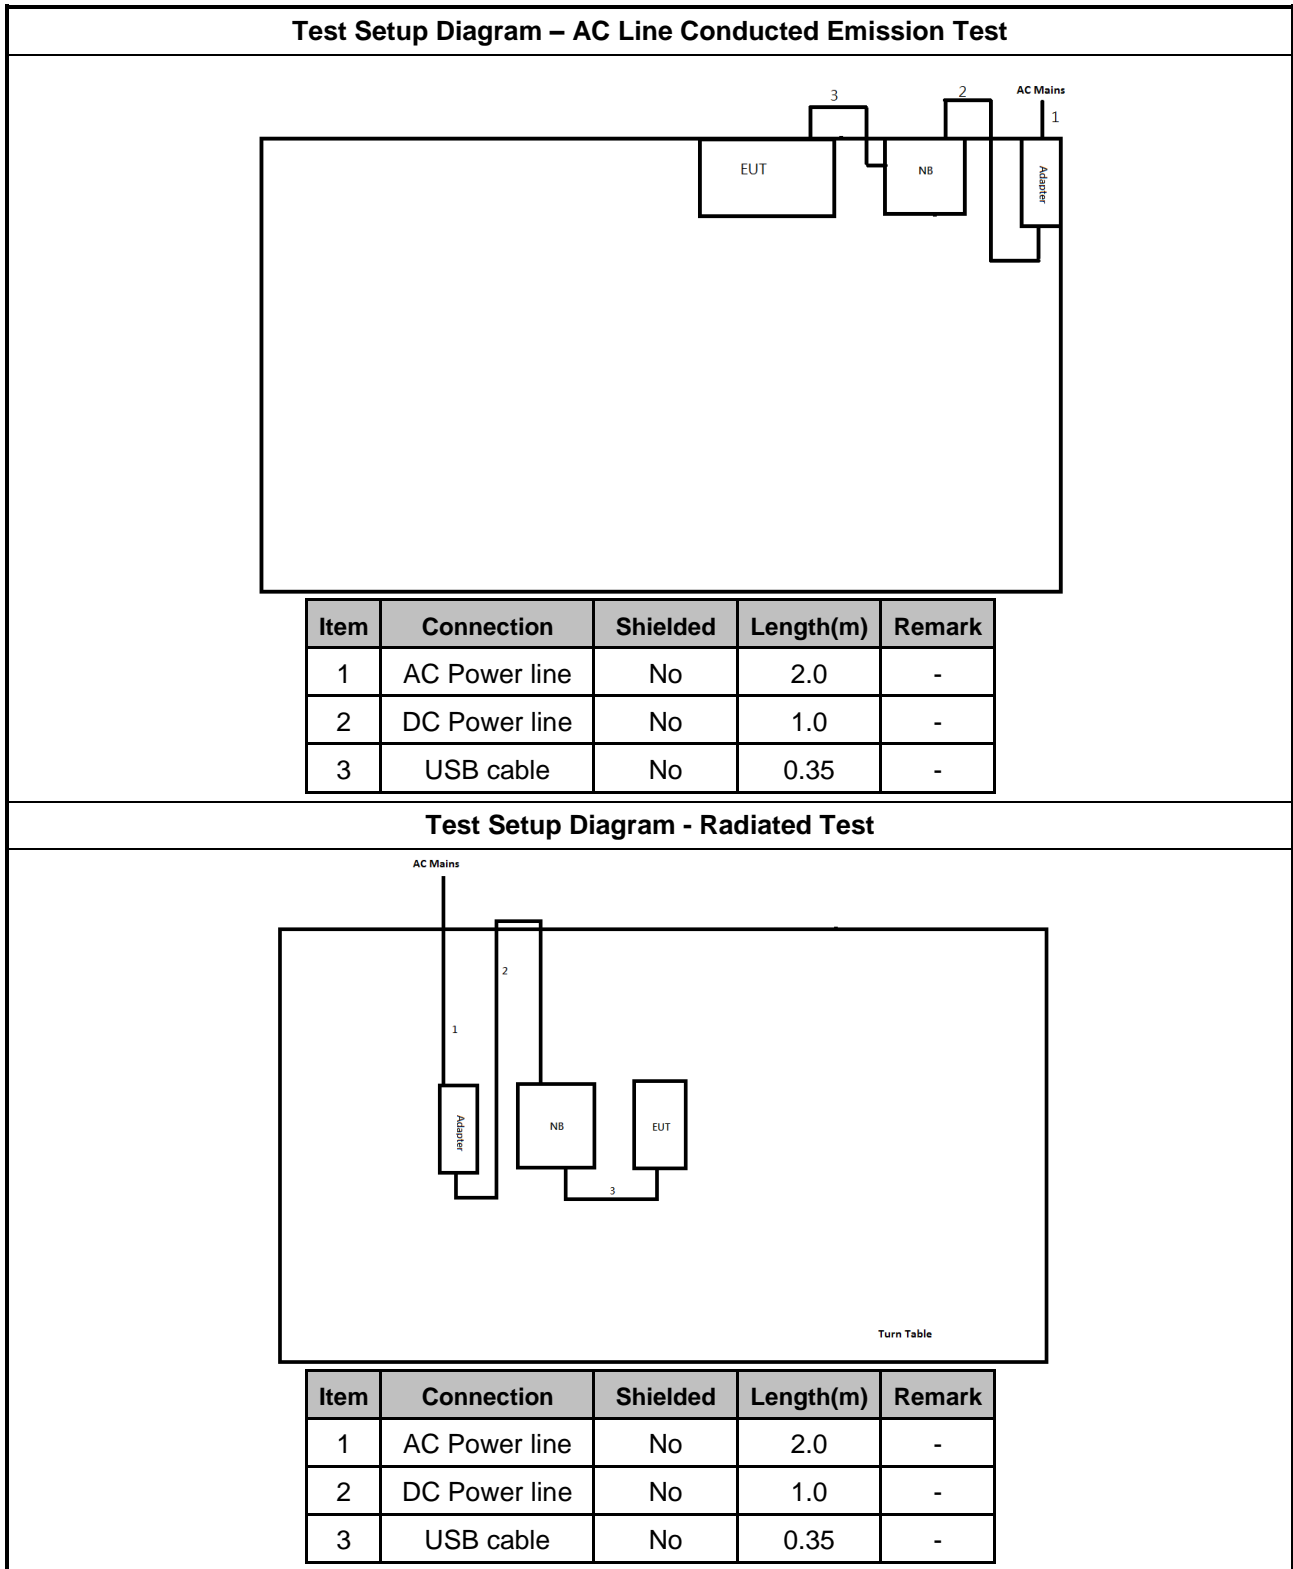 Test Setup Diagram – AC Line Conducted Emission Test
3 2 AC Mains
1
EUT NB Adapter
Item Connection Shielded Length(m) Remark
1 AC Power line No 2.0 -
2 DC Power line No 1.0 -
3 USB cable No 0.35 -
Test Setup Diagram - Radiated Test
AC Mains
2
1
Adapter NB EUT
3
Turn Table
Item Connection Shielded Length(m) Remark
1 AC Power line No 2.0 -
2 DC Power line No 1.0 -
3 USB cable No 0.35 -